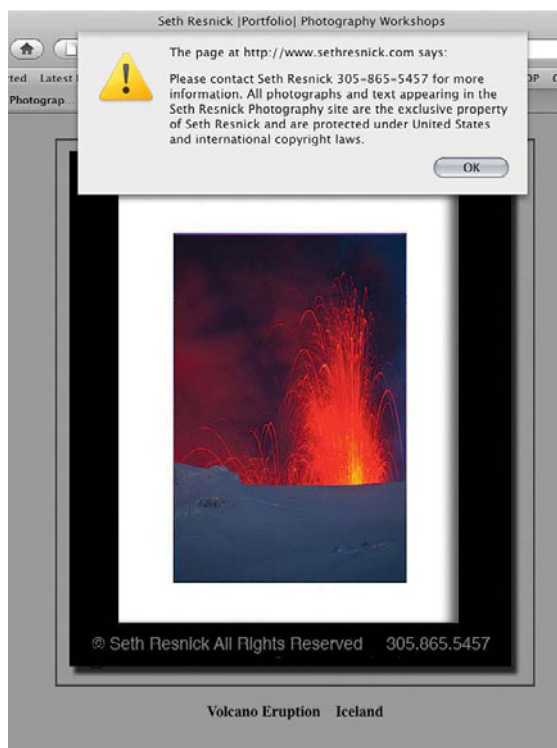 Seth Resnick |Portfolio| Photography Workshops
The page at http://www.sethresnick.com says:
Please contact Seth Resnick 305-865-5457 for more
information. All photographs and text appearing in the
Seth Resnick Photography site are the exclusive property
of Seth Resnick and are protected under United States
and international copyright laws.
OK
Latest
© Seth Resnick All Rights Reserved 305.865.5457
Volcano Eruption Iceland